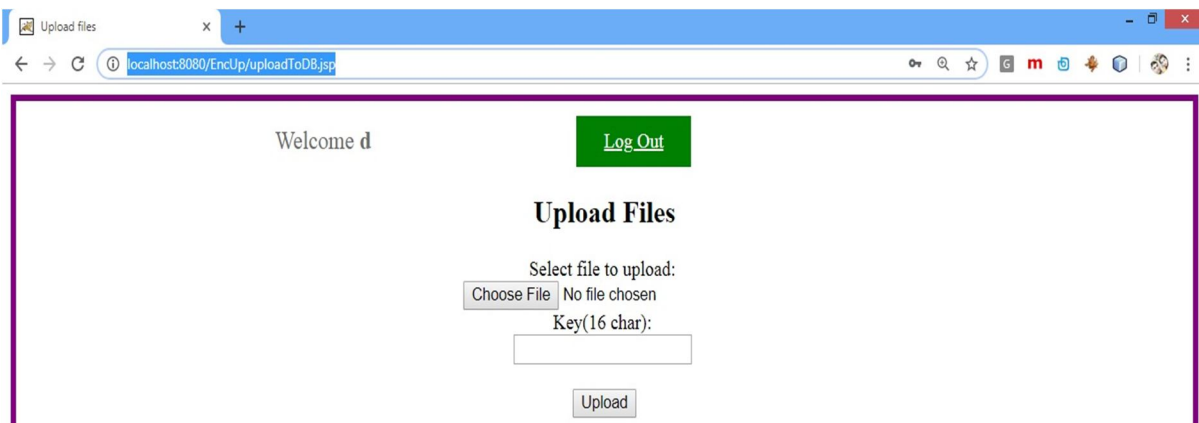 Upload files
localhost:8080/EncUp/uploadToDB.jsp
G m
Welcome d
Log Out
Upload Files
Select file to upload:
Choose File No file chosen
Key(16 char):
Upload